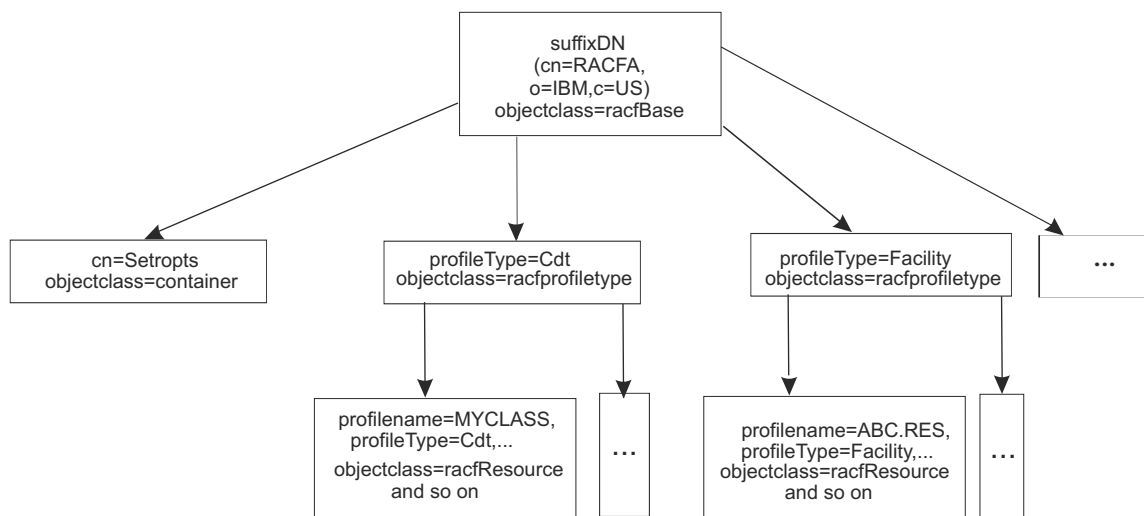 suffixDN
(cn=RACFA,
o=IBM,c=US)
objectclass=racfBase
cn=Setropts
objectclass=container
profileType=Cdt
objectclass=racfprofiletype
profileType=Facility
objectclass=racfprofiletype
...
profilename=MYCLASS,
profileType=Cdt,...
objectclass=racfResource
and so on
...
profilename=ABC.RES,
profileType=Facility,...
objectclass=racfResource
and so on
...